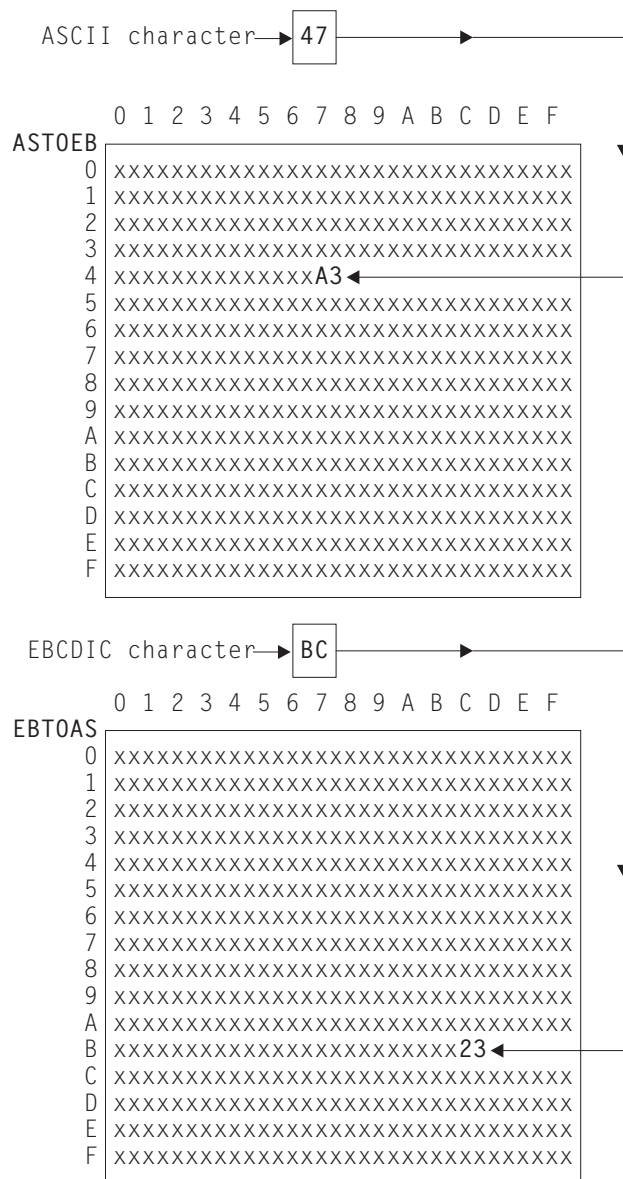 ASCII character 47
0 1 2 3 4 5 6 7 8 9 A B C D E F
ASTOEB
0 xxxxxxxxxxxxxxxxxxxxxxxxxxxxxxxx
1 xxxxxxxxxxxxxxxxxxxxxxxxxxxxxxxx
2 xxxxxxxxxxxxxxxxxxxxxxxxxxxxxxxx
3 xxxxxxxxxxxxxxxxxxxxxxxxxxxxxxxx
4 xxxxxxxxxxxxxxA3
5 xxxxxxxxxxxxxxxxxxxxxxxxxxxxxxxx
6 xxxxxxxxxxxxxxxxxxxxxxxxxxxxxxxx
7 xxxxxxxxxxxxxxxxxxxxxxxxxxxxxxxx
8 xxxxxxxxxxxxxxxxxxxxxxxxxxxxxxxx
9 xxxxxxxxxxxxxxxxxxxxxxxxxxxxxxxx
A xxxxxxxxxxxxxxxxxxxxxxxxxxxxxxxx
B xxxxxxxxxxxxxxxxxxxxxxxxxxxxxxxx
C xxxxxxxxxxxxxxxxxxxxxxxxxxxxxxxx
D xxxxxxxxxxxxxxxxxxxxxxxxxxxxxxxx
E xxxxxxxxxxxxxxxxxxxxxxxxxxxxxxxx
F xxxxxxxxxxxxxxxxxxxxxxxxxxxxxxxx
EBCDIC character BC
0 1 2 3 4 5 6 7 8 9 A B C D E F
EBTOAS
0 xxxxxxxxxxxxxxxxxxxxxxxxxxxxxxxx
1 xxxxxxxxxxxxxxxxxxxxxxxxxxxxxxxx
2 xxxxxxxxxxxxxxxxxxxxxxxxxxxxxxxx
3 xxxxxxxxxxxxxxxxxxxxxxxxxxxxxxxx
4 xxxxxxxxxxxxxxxxxxxxxxxxxxxxxxxx
5 xxxxxxxxxxxxxxxxxxxxxxxxxxxxxxxx
6 xxxxxxxxxxxxxxxxxxxxxxxxxxxxxxxx
7 xxxxxxxxxxxxxxxxxxxxxxxxxxxxxxxx
8 xxxxxxxxxxxxxxxxxxxxxxxxxxxxxxxx
9 xxxxxxxxxxxxxxxxxxxxxxxxxxxxxxxx
A xxxxxxxxxxxxxxxxxxxxxxxxxxxxxxxx
B xxxxxxxxxxxxxxxxxxxxxxxx23
C xxxxxxxxxxxxxxxxxxxxxxxxxxxxxxxx
D xxxxxxxxxxxxxxxxxxxxxxxxxxxxxxxx
E xxxxxxxxxxxxxxxxxxxxxxxxxxxxxxxx
F xxxxxxxxxxxxxxxxxxxxxxxxxxxxxxxx